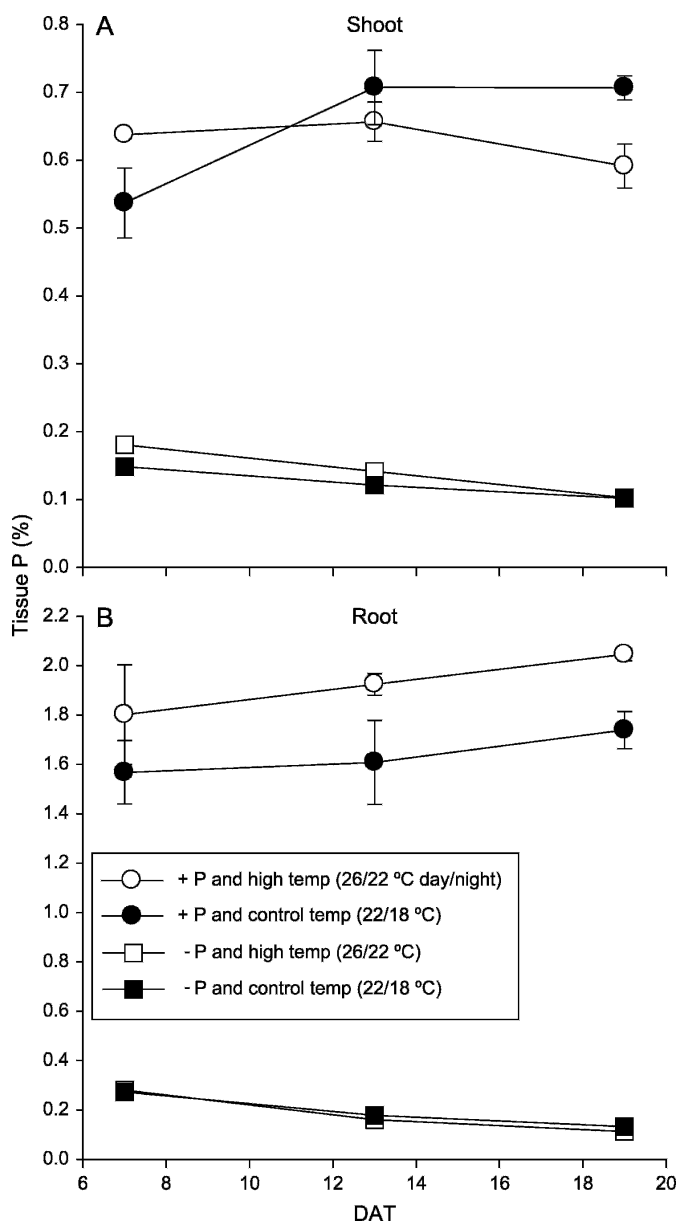 A Shoot
0.8
0.7
0.6
0.5
0.4
0.3
0.2
0.1
0.0
Tissue P (%)
B Root
2.2
2.0
1.8
1.6
1.4
1.2
1.0
0.8
0.6
0.4
0.2
0.0
+ P and high temp (26/22 ºC day/night)
+ P and control temp (22/18 ºC)
- P and high temp (26/22 ºC)
- P and control temp (22/18 ºC)
6 8 10 12 14 16 18 20
DAT